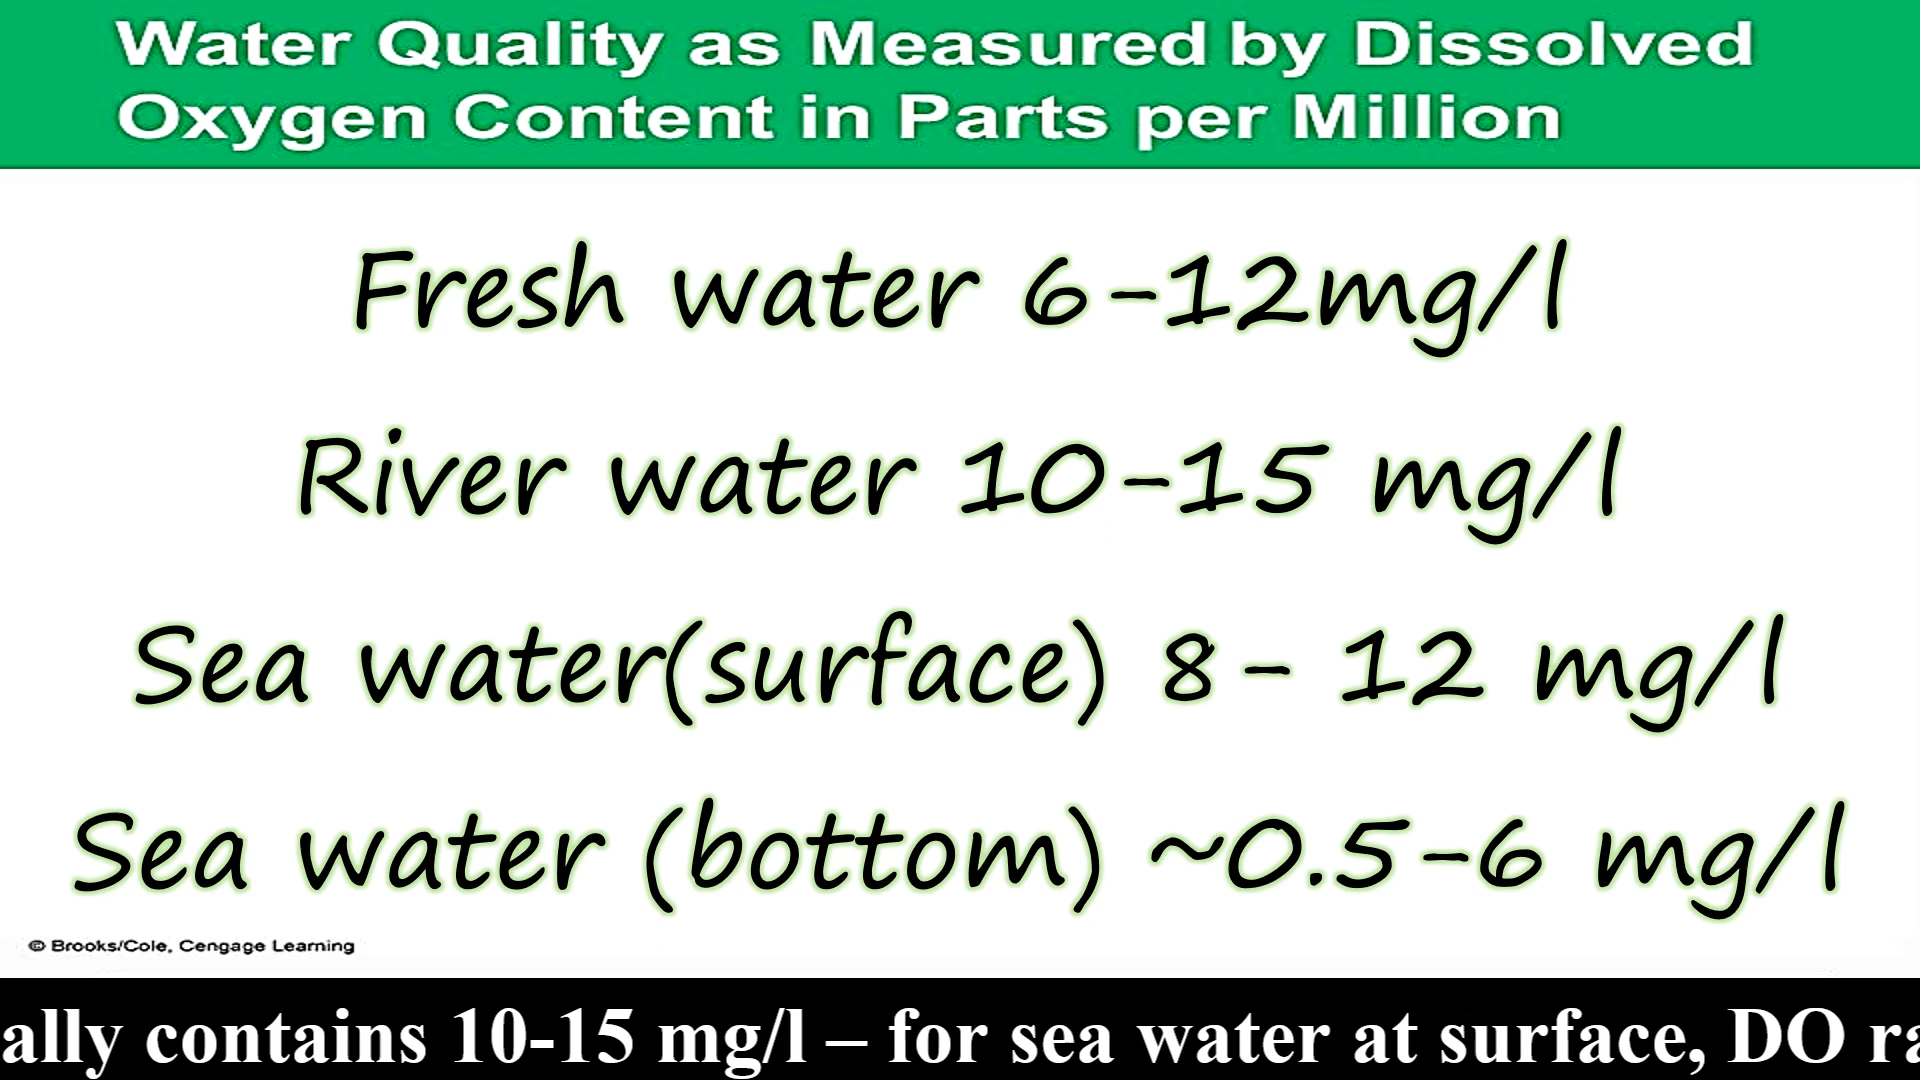 Water Quality as Measured by Dissolved
Oxygen Content in Parts per Million
Fresh water 6-12mg/l
River water 10-15 mg/l
Sea water(surface) 8- 12 mg/l
Sea water (bottom) ~0.5-6 mg/l
© Brooks/Cole, Cengage Learning
ally contains 10-15 mg/l – for sea water at surface, DO ra